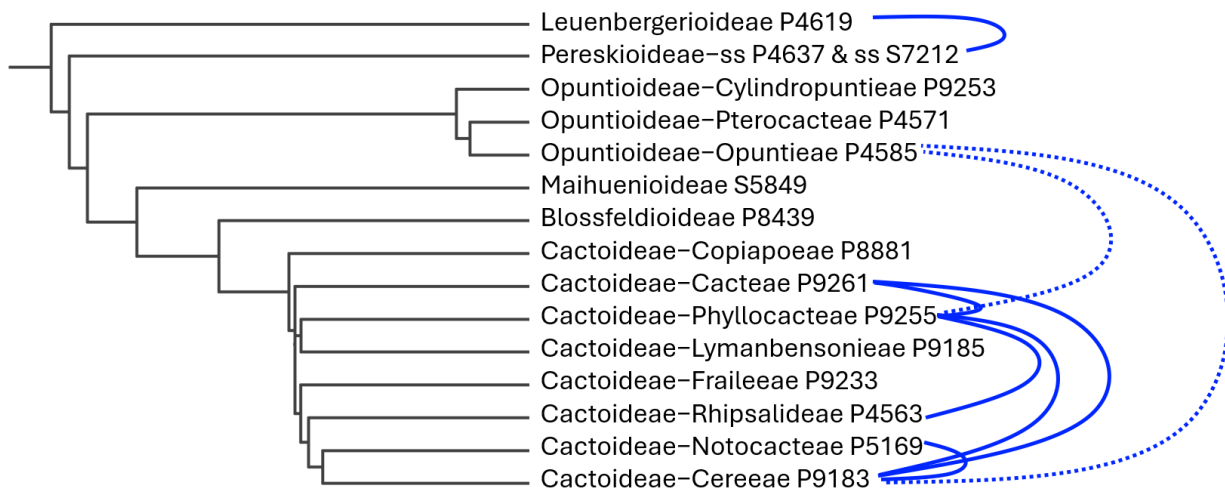 Leuenbergerioideae P4619
Pereskioideae–ss P4637 & ss S7212
Opuntioideae–Cylindropuntieae P9253
Opuntioideae–Pterocacteae P4571
Opuntioideae–Opuntieae P4585
Maihuenioideae S5849
Blossfeldioideae P8439
Cactoideae–Copiapoeae P8881
Cactoideae–Cacteae P9261
Cactoideae–Phyllocacteae P9255
Cactoideae–Lymanbensonieae P9185
Cactoideae–Fraileeae P9233
Cactoideae–Rhipsalideae P4563
Cactoideae–Notocacteae P5169
Cactoideae–Cereeae P9183